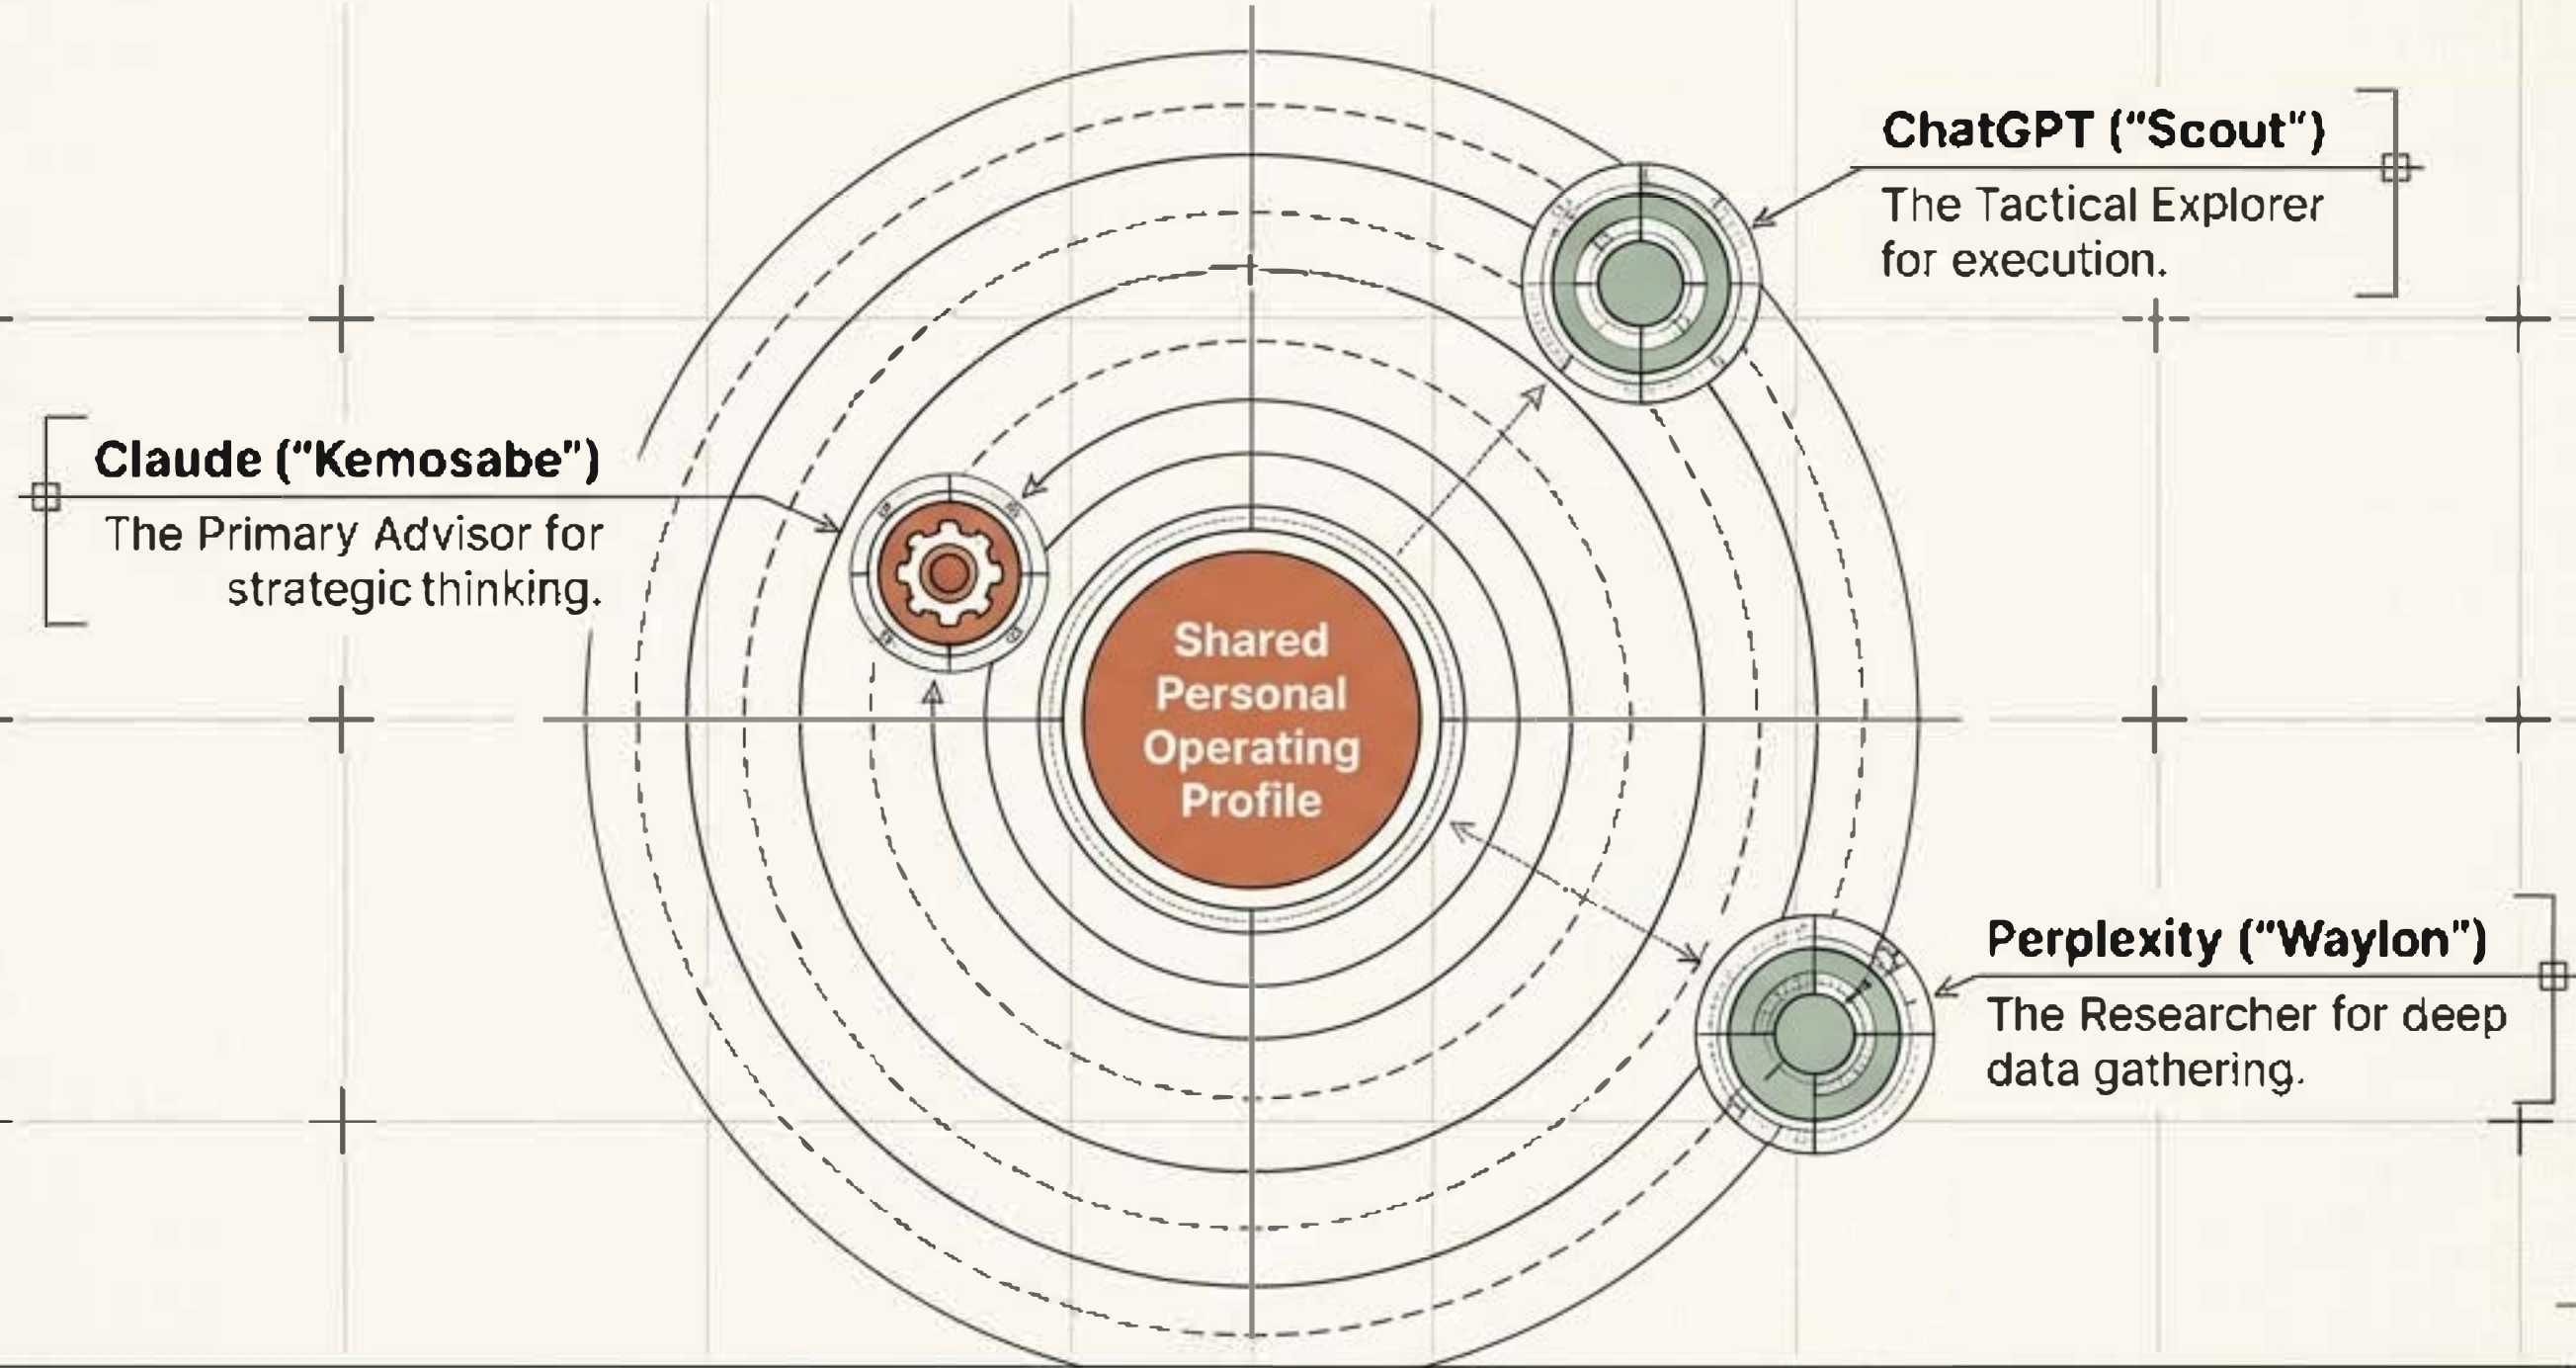 ChatGPT (“Scout”)
The Tactical Explorer
for execution.
Claude (“Kemosabe”)
The Primary Advisor for
strategic thinking.
Shared
Personal
Operating
Profile
Perplexity (“Waylon”)
The Researcher for deep
data gathering.